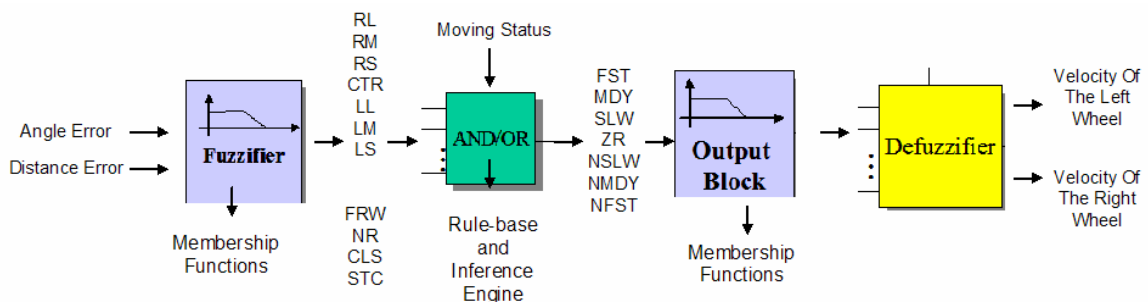 Angle Error
Distance Error
Fuzzifier
Membership
Functions
RL
RM
RS
CTR
LL
LM
LS
FRW
NR
CLS
STC
Moving Status
AND/OR
Rule-base
and
Inference
Engine
FST
MDY
SLW
ZR
NSLW
NMDY
NFST
Output
Block
Membership
Functions
Defuzzifier
Velocity Of
The Left
Wheel
Velocity Of
The Right
Wheel